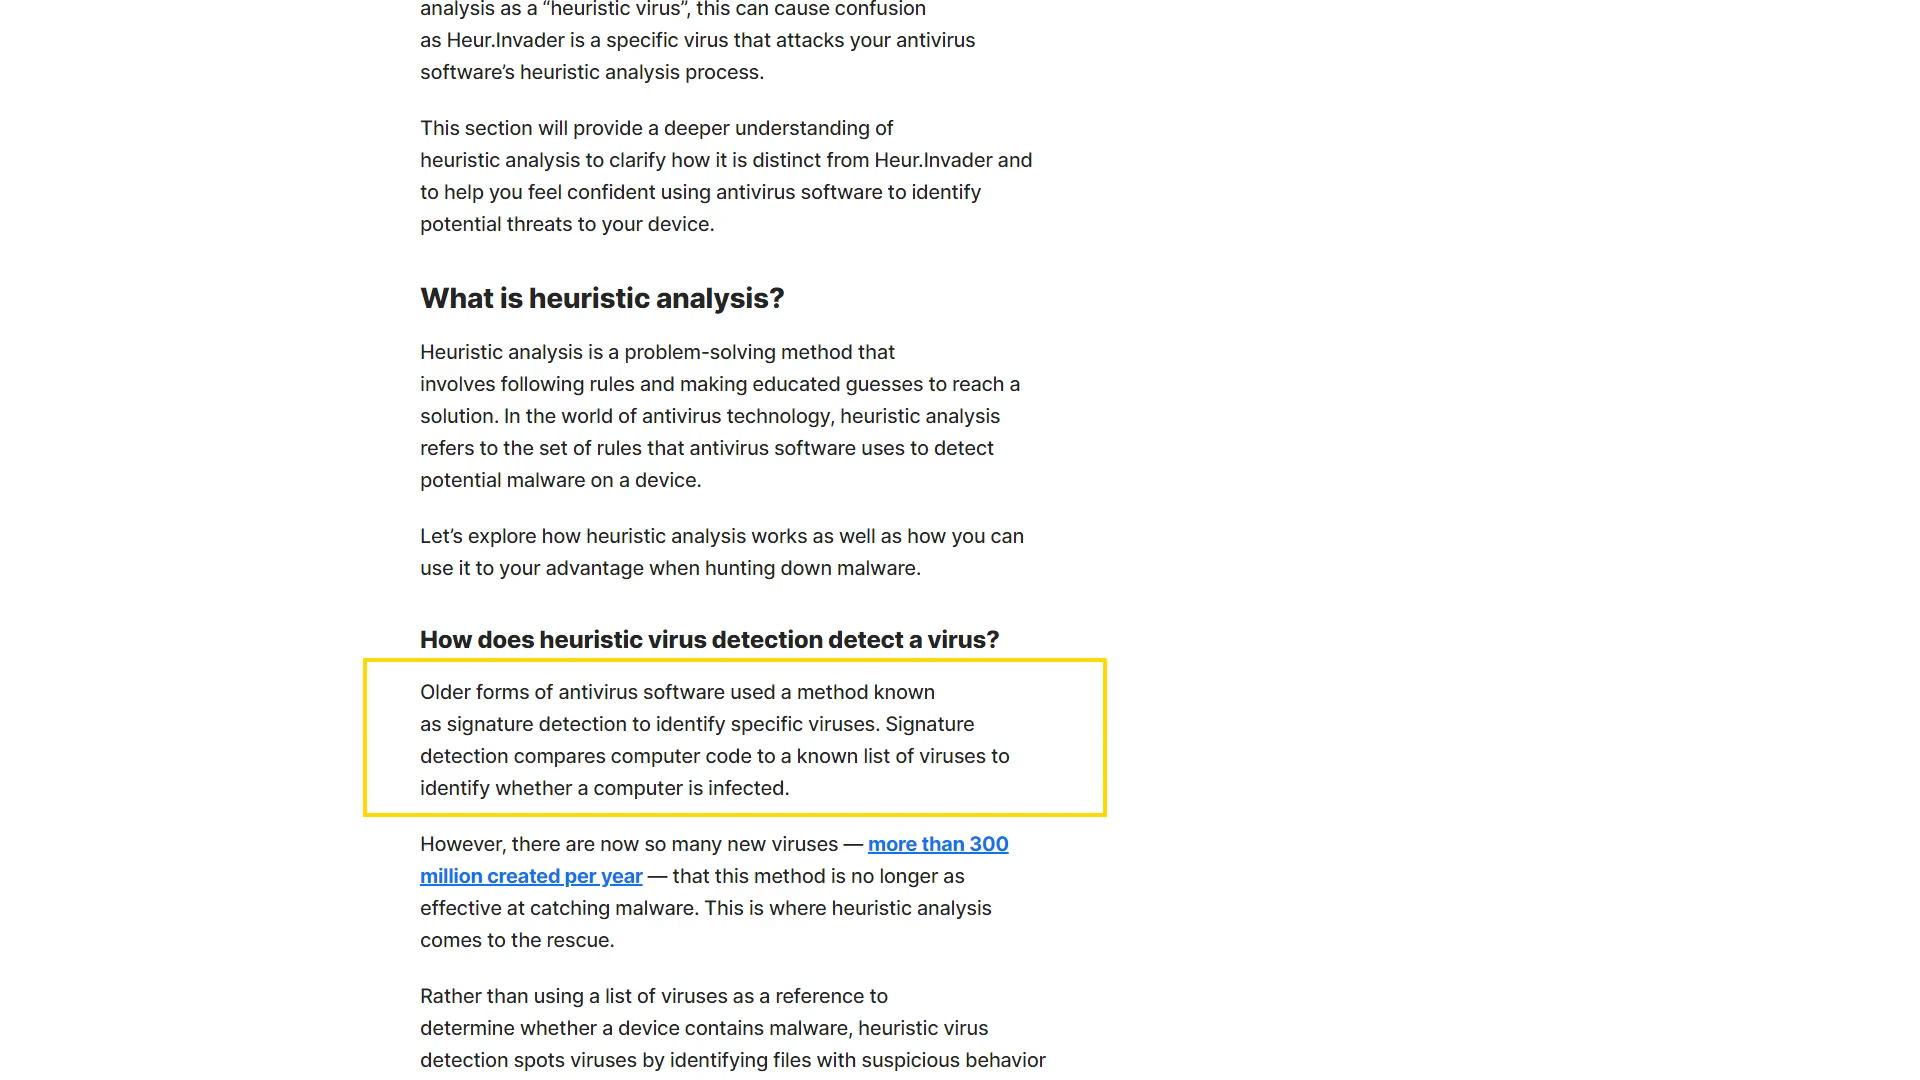 analysis as a “heuristic virus”, this can cause confusion
as Heur.Invader is a specific virus that attacks your antivirus
software’s heuristic analysis process.
This section will provide a deeper understanding of
heuristic analysis to clarify how it is distinct from Heur.Invader and
to help you feel confident using antivirus software to identify
potential threats to your device.
What is heuristic analysis?
Heuristic analysis is a problem-solving method that
involves following rules and making educated guesses to reach a
solution. In the world of antivirus technology, heuristic analysis
refers to the set of rules that antivirus software uses to detect
potential malware on a device.
Let’s explore how heuristic analysis works as well as how you can
use it to your advantage when hunting down malware.
How does heuristic virus detection detect a virus?
Older forms of antivirus software used a method known
as signature detection to identify specific viruses. Signature
detection compares computer code to a known list of viruses to
identify whether a computer is infected.
However, there are now so many new viruses — more than 300
million created per year — that this method is no longer as
effective at catching malware. This is where heuristic analysis
comes to the rescue.
Rather than using a list of viruses as a reference to
determine whether a device contains malware, heuristic virus
detection spots viruses by identifying files with suspicious behavior